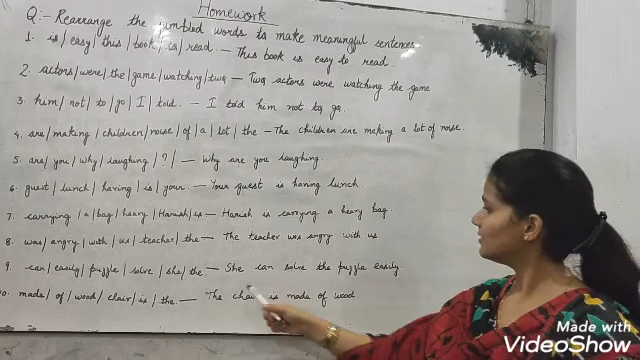 Homework
Q:- Rearrange the jumbled words to make meaningful sentences
1. is/easy/this/book/to/read. - This book is easy to read.
2. actors/were/the/game/watching/two - Two actors were watching the game.
3. him/not/to/go/I/told. - I told him not to go.
4. are/making/children/noise/of/a/lot/the - The children are making a lot of noise.
5. are/you/why/laughing/?/ - Why are you laughing.
6. guest/lunch/having/is/your. - Your guest is having lunch.
7. carrying/a/bag/heavy/Harish/is - Harish is carrying a heavy bag.
8. was/angry/with/us/teacher/the - The teacher was angry with us.
9. can/easily/puzzle/solve/she/the. - She can solve the puzzle easily
10. made/of/wood/clair/is/the. - The chair is made of wood
Made with
VideoShow